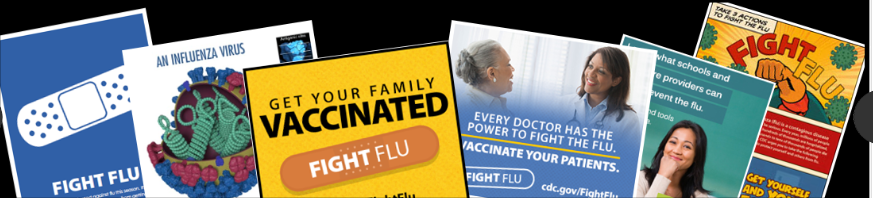 FIGHT FLU
AN INFLUENZA VIRUS
GET YOUR FAMILY
VACCINATED
FIGHT FLU
EVERY DOCTOR HAS THE
POWER TO FIGHT THE FLU.
VACCINATE YOUR PATIENTS.
FIGHT FLU
cdc.gov/FightFlu
what schools and
re providers can
event the flu.
ed tools
TAKE 3 ACTIONS
TO FIGHT THE FLU
FIGHT
FLU
GET YOURSELF
AND YOUR